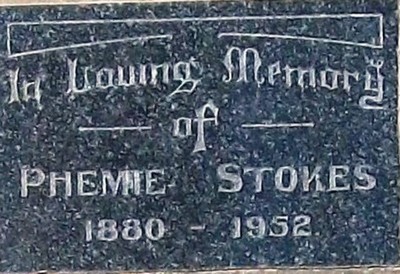 In Loving Memory
of
PHEMIE STOKES
1880 - 1952.